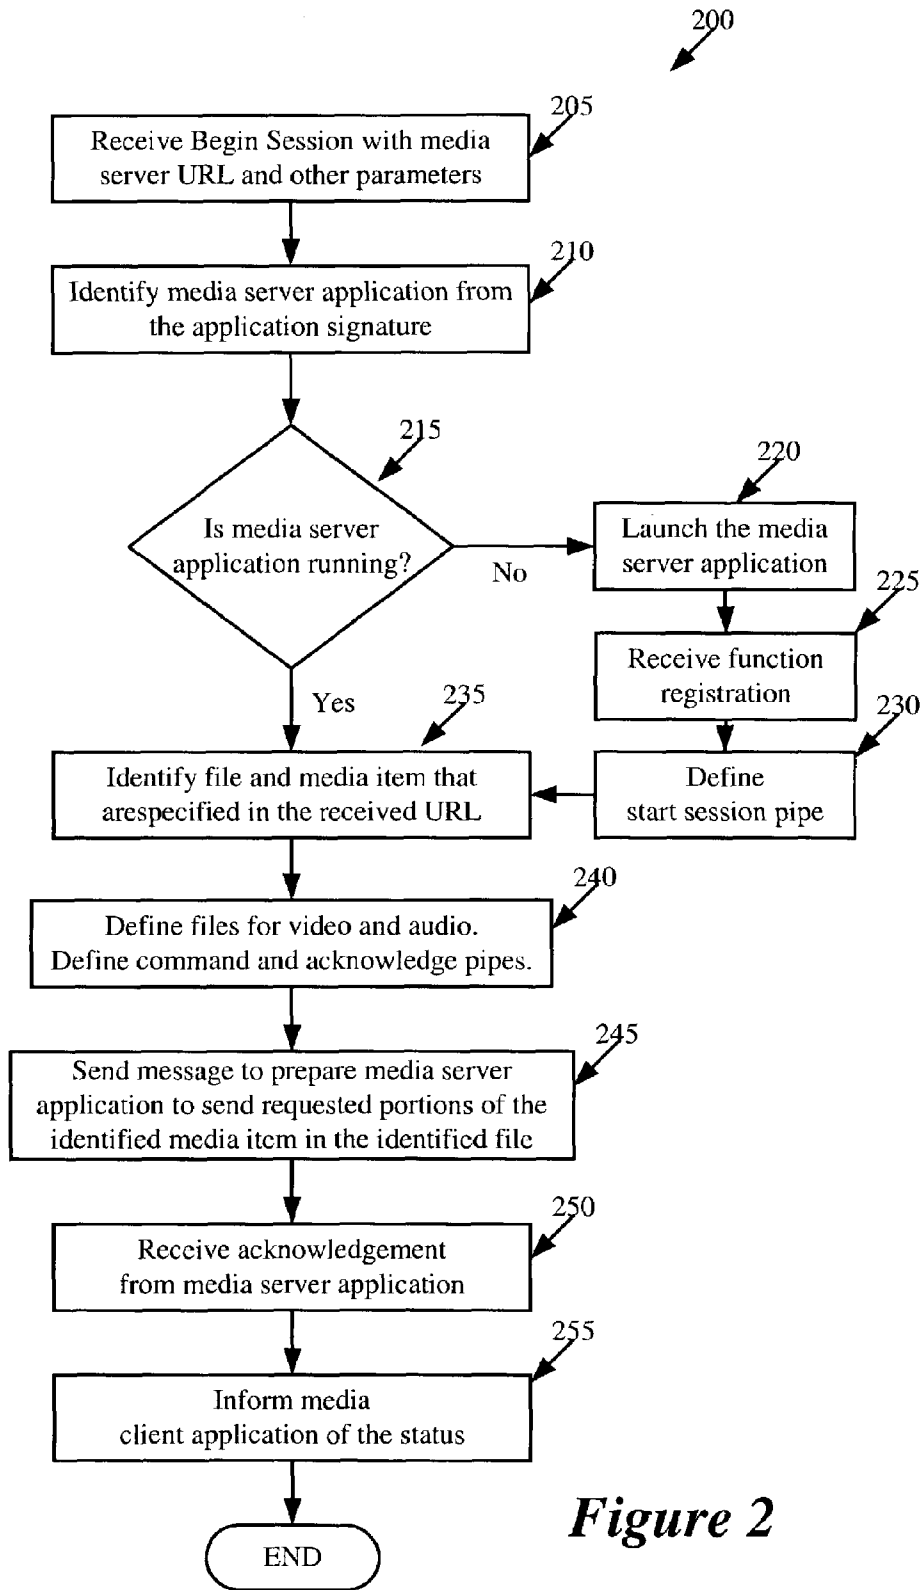 200
205
Receive Begin Session with media
server URL and other parameters
210
Identify media server application from
the application signature
215
Is media server
application running?
No
220
Launch the media
server application
225
Receive function
registration
230
Define
start session pipe
Yes
235
Identify file and media item that
arespecified in the received URL
240
Define files for video and audio.
Define command and acknowledge pipes.
245
Send message to prepare media server
application to send requested portions of the
identified media item in the identified file
250
Receive acknowledgement
from media server application
255
Inform media
client application of the status
END
Figure 2